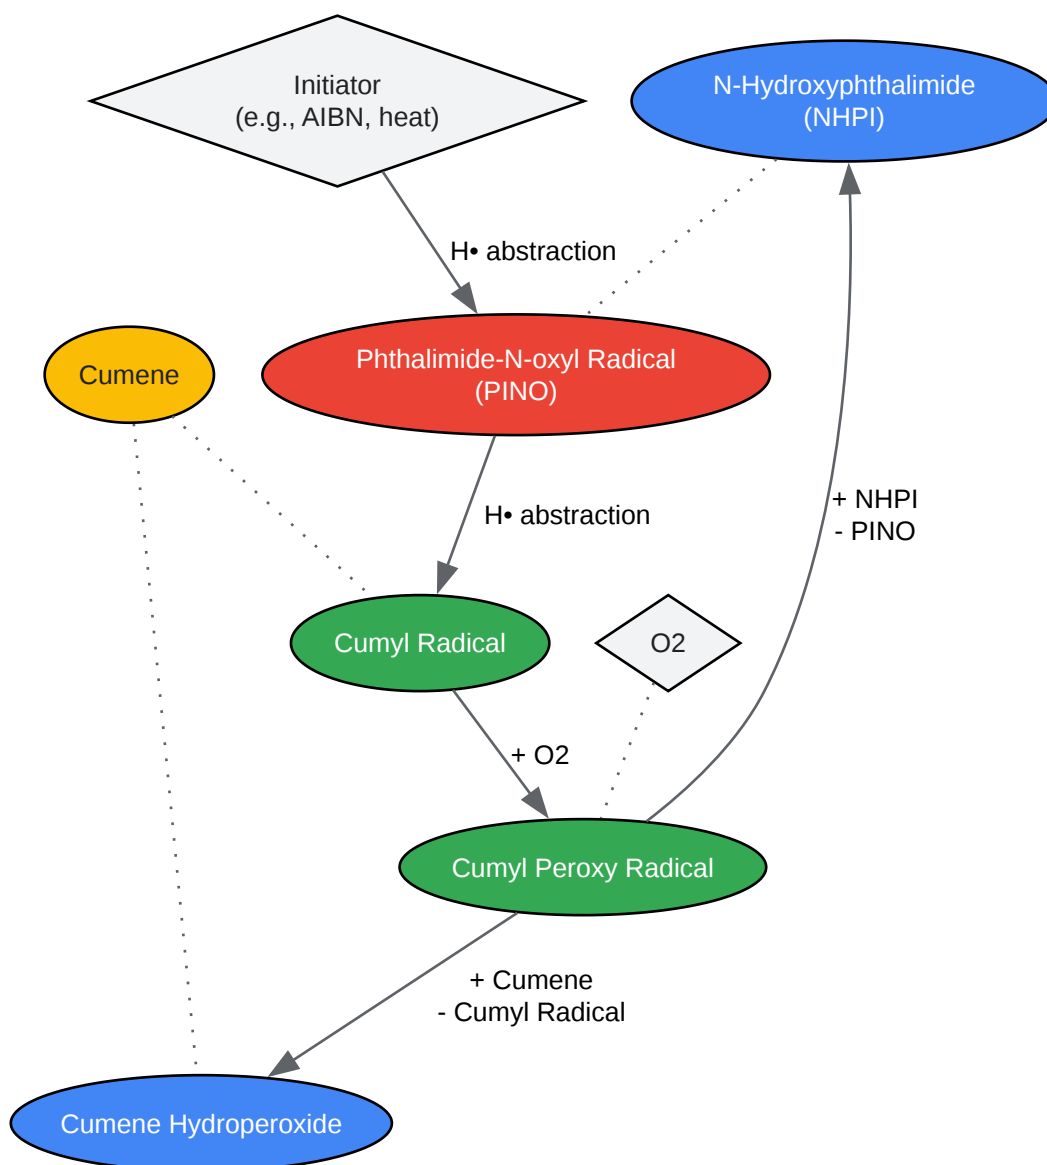 Initiator
(e.g., AIBN, heat)
N-Hydroxyphthalimide
(NHPI)
H• abstraction
Phthalimide-N-oxyl Radical
(PINO)
Cumene
+ NHPI
- PINO
H• abstraction
Cumyl Radical
O2
+ O2
Cumyl Peroxy Radical
+ Cumene
- Cumyl Radical
Cumene Hydroperoxide